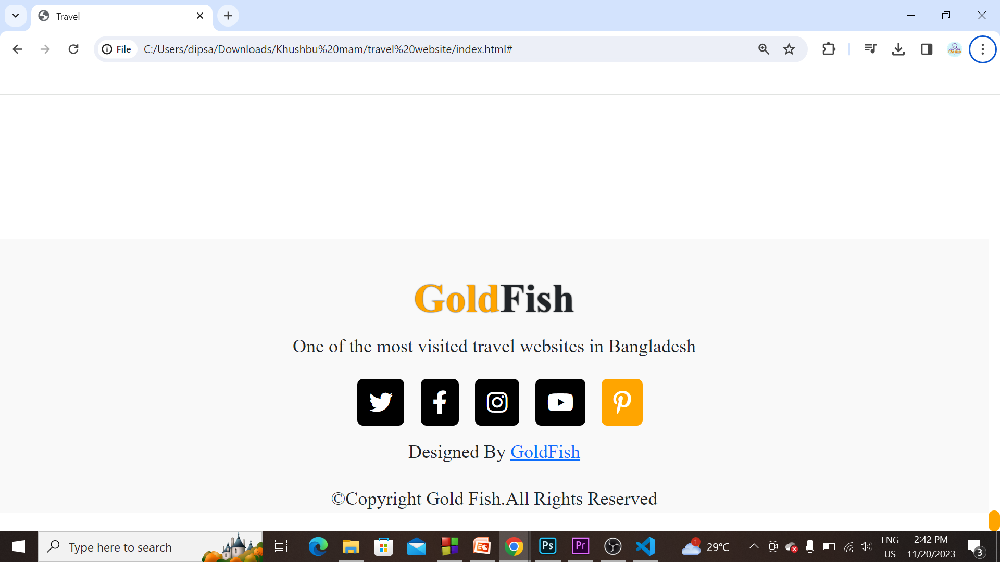 Travel
File
C:/Users/dipsa/Downloads/Khushbu%20mam/travel%20website/index.html#
GoldFish
One of the most visited travel websites in Bangladesh
Designed By GoldFish
©Copyright Gold Fish.All Rights Reserved
Type here to search
Ps
Pr
1
29°C
ENG
US
2:42 PM
11/20/2023
3